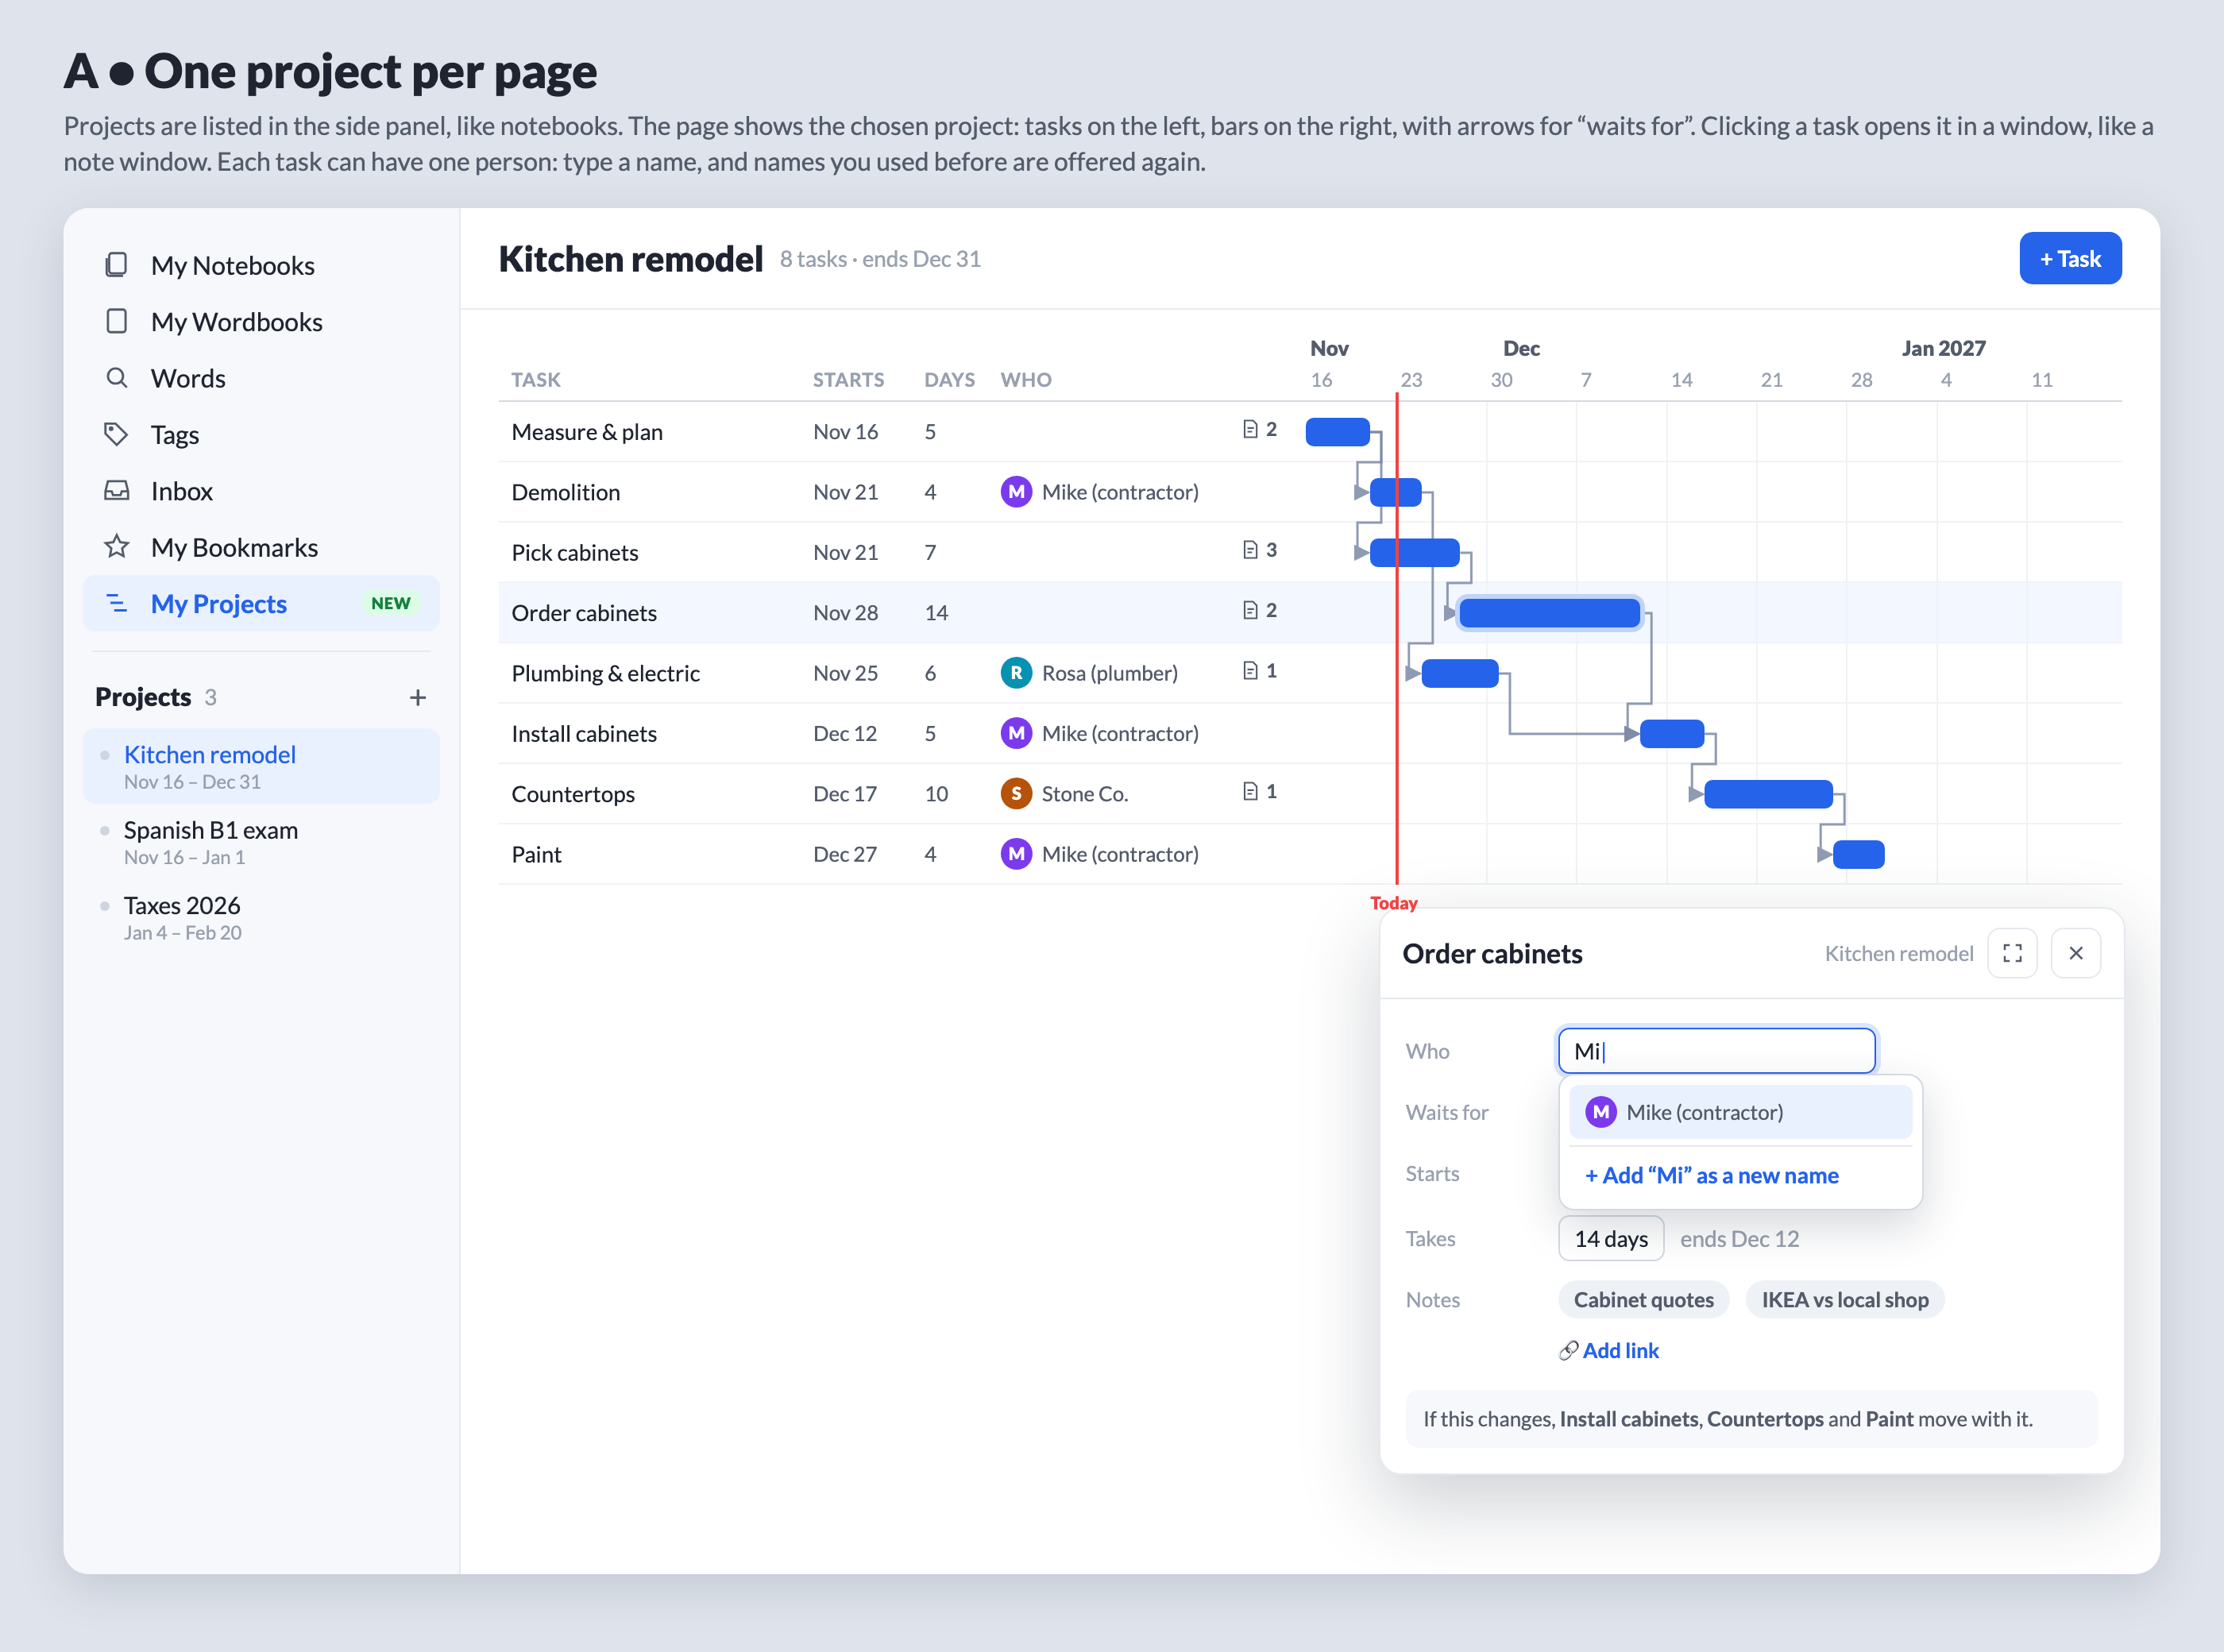 A • One project per page
Projects are listed in the side panel, like notebooks. The page shows the chosen project: tasks on the left, bars on the right, with arrows for “waits for”. Clicking a task opens it in a window, like a
note window. Each task can have one person: type a name, and names you used before are offered again.
My Notebooks
My Wordbooks
Words
Tags
Inbox
My Bookmarks
My Projects NEW
Projects 3 +
Kitchen remodel
Nov 16 – Dec 31
Spanish B1 exam
Nov 16 – Jan 1
Taxes 2026
Jan 4 – Feb 20
Kitchen remodel 8 tasks · ends Dec 31
+ Task
Nov Dec Jan 2027
TASK STARTS DAYS WHO 16 23 30 7 14 21 28 4 11
Measure & plan Nov 16 5 2
Demolition Nov 21 4 M Mike (contractor)
Pick cabinets Nov 21 7 3
Order cabinets Nov 28 14 2
Plumbing & electric Nov 25 6 R Rosa (plumber) 1
Install cabinets Dec 12 5 M Mike (contractor)
Countertops Dec 17 10 S Stone Co. 1
Paint Dec 27 4 M Mike (contractor)
Today
Order cabinets Kitchen remodel
Who Mi
Waits for M Mike (contractor)
Starts + Add “Mi” as a new name
Takes 14 days ends Dec 12
Notes Cabinet quotes IKEA vs local shop
Add link
If this changes, Install cabinets, Countertops and Paint move with it.